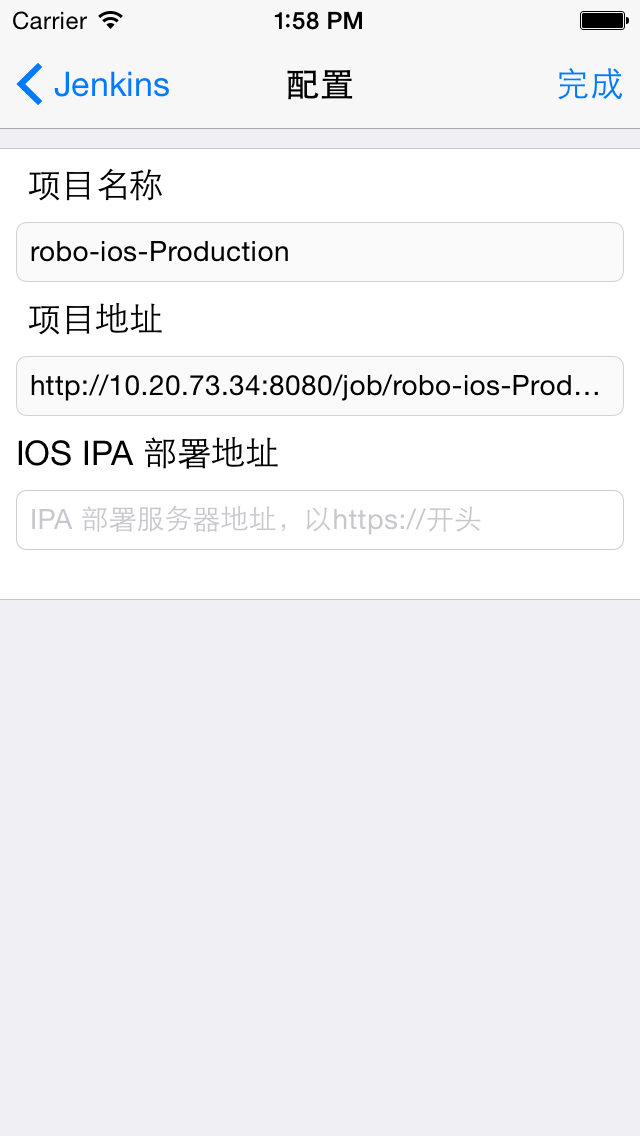 Carrier 1:58 PM
Jenkins 配置 完成
项目名称
robo-ios-Production
项目地址
http://10.20.73.34:8080/job/robo-ios-Prod…
IOS IPA 部署地址
IPA 部署服务器地址，以https://开头